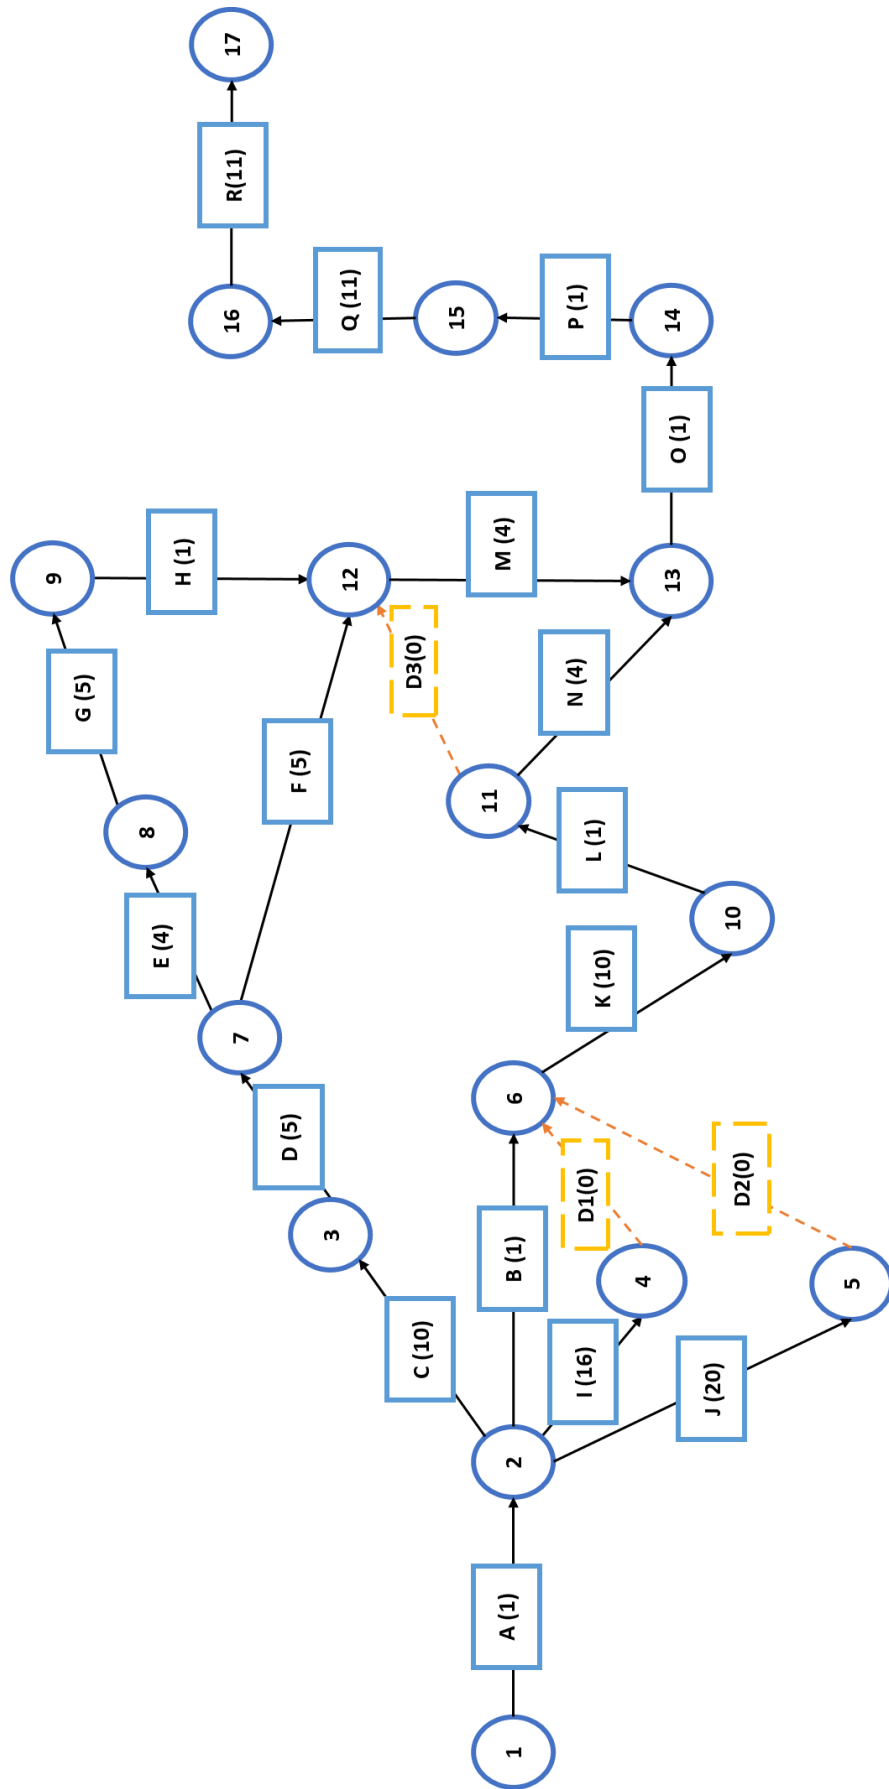 1
A (1)
2
C (10)
B (1)
I (16)
J (20)
3
4
5
D (5)
D1(0)
D2(0)
6
7
E (4)
F (5)
K (10)
8
10
G (5)
L (1)
11
9
H (1)
D3(0)
N (4)
12
M (4)
13
O (1)
14
P (1)
15
Q (11)
16
R(11)
17